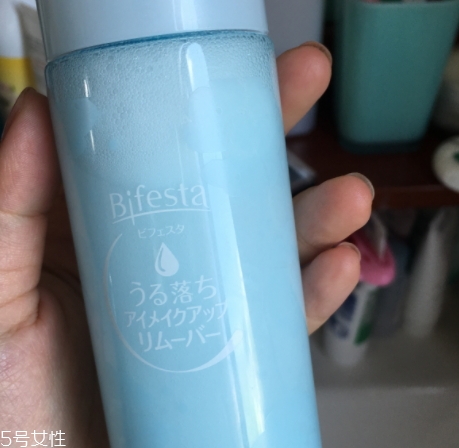 Bifesta
ビフェスタ
うる落ち
アイメイクアップ
リムーバー
5号女性